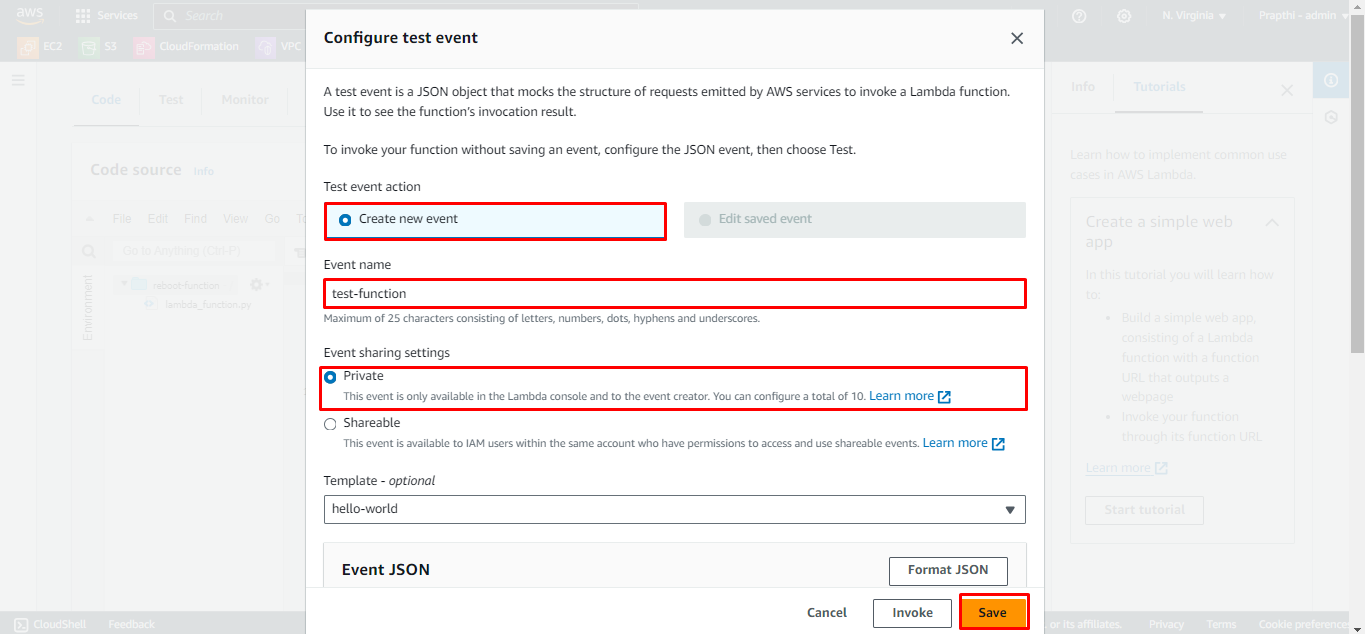 aws
Services
Search
N. Virginia
Prapthi - admin
EC2
S3
CloudFormation
VPC
Code
Test
Monitor
Code source
Info
File Edit Find View Go
Go to Anything (Ctrl-P)
Environment
reboot-function
lambda_function.py
Configure test event
A test event is a JSON object that mocks the structure of requests emitted by AWS services to invoke a Lambda function.
Use it to see the function's invocation result.
To invoke your function without saving an event, configure the JSON event, then choose Test.
Test event action
Create new event
Edit saved event
Event name
test-function
Maximum of 25 characters consisting of letters, numbers, dots, hyphens and underscores.
Event sharing settings
Private
This event is only available in the Lambda console and to the event creator. You can configure a total of 10. Learn more
Shareable
This event is available to IAM users within the same account who have permissions to access and use shareable events. Learn more
Template - optional
hello-world
Event JSON
Format JSON
Cancel
Invoke
Save
Info
Tutorials
Learn how to implement common use
cases in AWS Lambda.
Create a simple web
app
In this tutorial you will learn how
to:
• Build a simple web app,
consisting of a Lambda
function with a function
URL that outputs a
webpage
• Invoke your function
through its function URL
Learn more
Start tutorial
CloudShell
Feedback
. or its affiliates.
Privacy
Terms
Cookie preferences